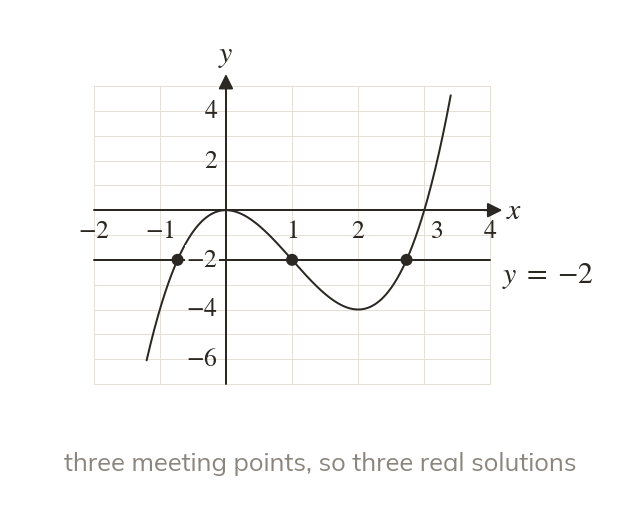 y
4
2
x
−2 −1 1 2 3 4
−2
y = −2
−4
−6
three meeting points, so three real solutions